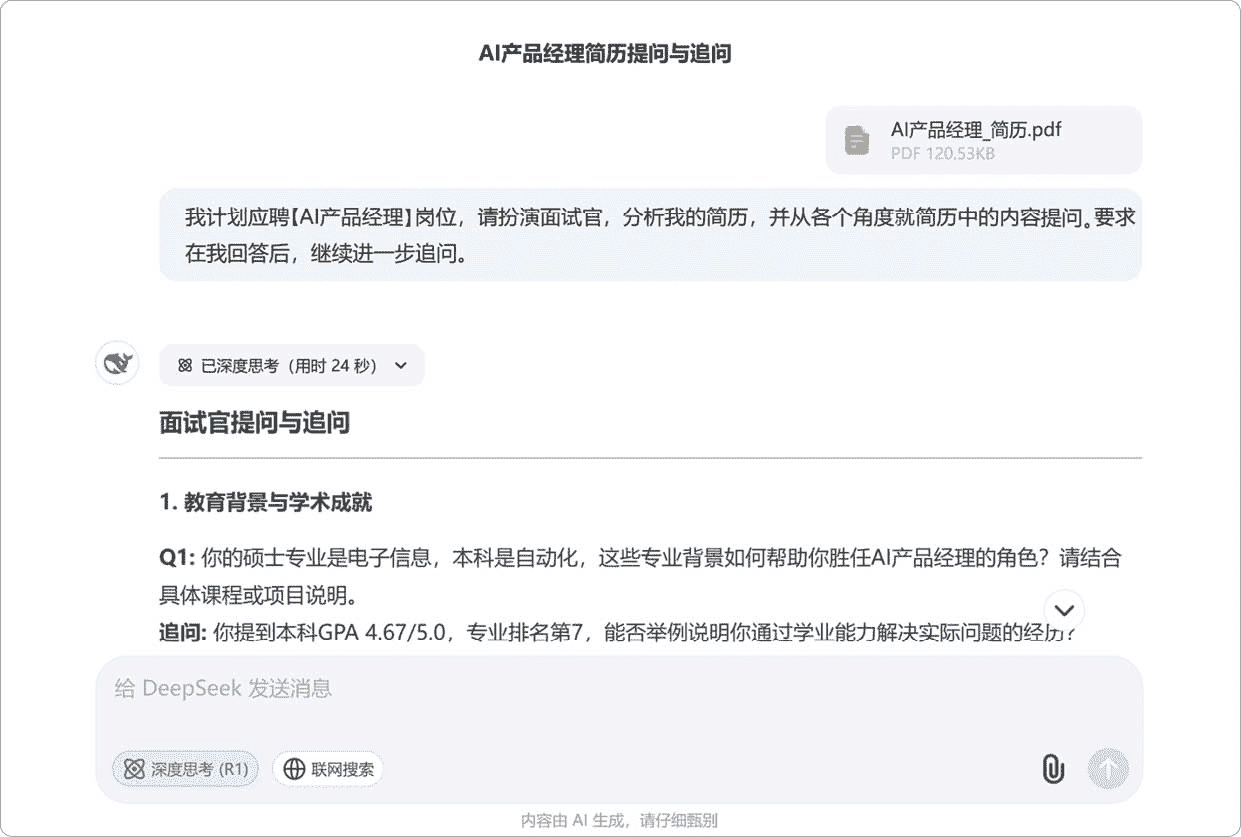 AI产品经理简历提问与追问
AI产品经理_简历.pdf
PDF 120.53KB
我计划应聘【AI产品经理】岗位，请扮演面试官，分析我的简历，并从各个角度就简历中的内容提问。要求
在我回答后，继续进一步追问。
已深度思考（用时 24 秒）
面试官提问与追问
1. 教育背景与学术成就
Q1: 你的硕士专业是电子信息，本科是自动化，这些专业背景如何帮助你胜任AI产品经理的角色？请结合
具体课程或项目说明。
追问: 你提到本科GPA 4.67/5.0，专业排名第7，能否举例说明你通过学业能力解决实际问题的经历？
给 DeepSeek 发送消息
深度思考 (R1)
联网搜索
内容由 AI 生成，请仔细甄别